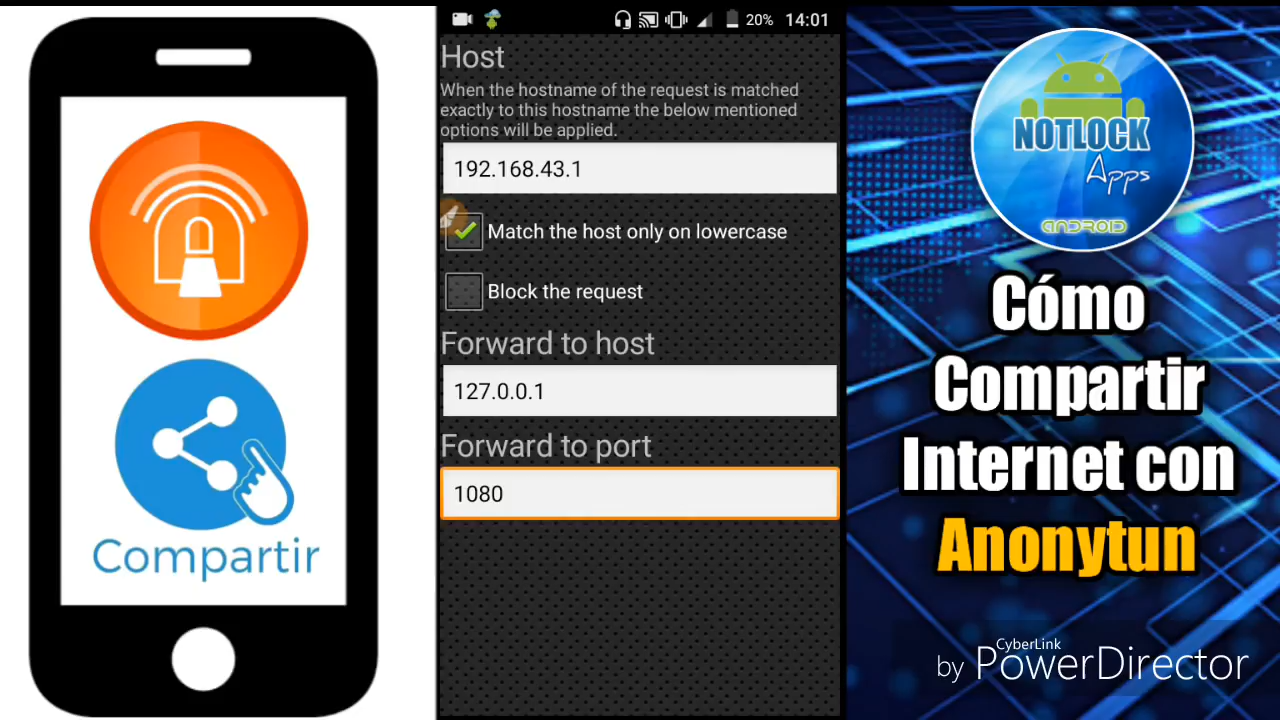 Compartir
20% 14:01
Host
When the hostname of the request is matched
exactly to this hostname the below mentioned
options will be applied.
192.168.43.1
Match the host only on lowercase
Block the request
Forward to host
127.0.0.1
Forward to port
1080
NOTLOCK
Apps
ANDROID
Cómo
Compartir
Internet con
Anonytun
CyberLink
by PowerDirector